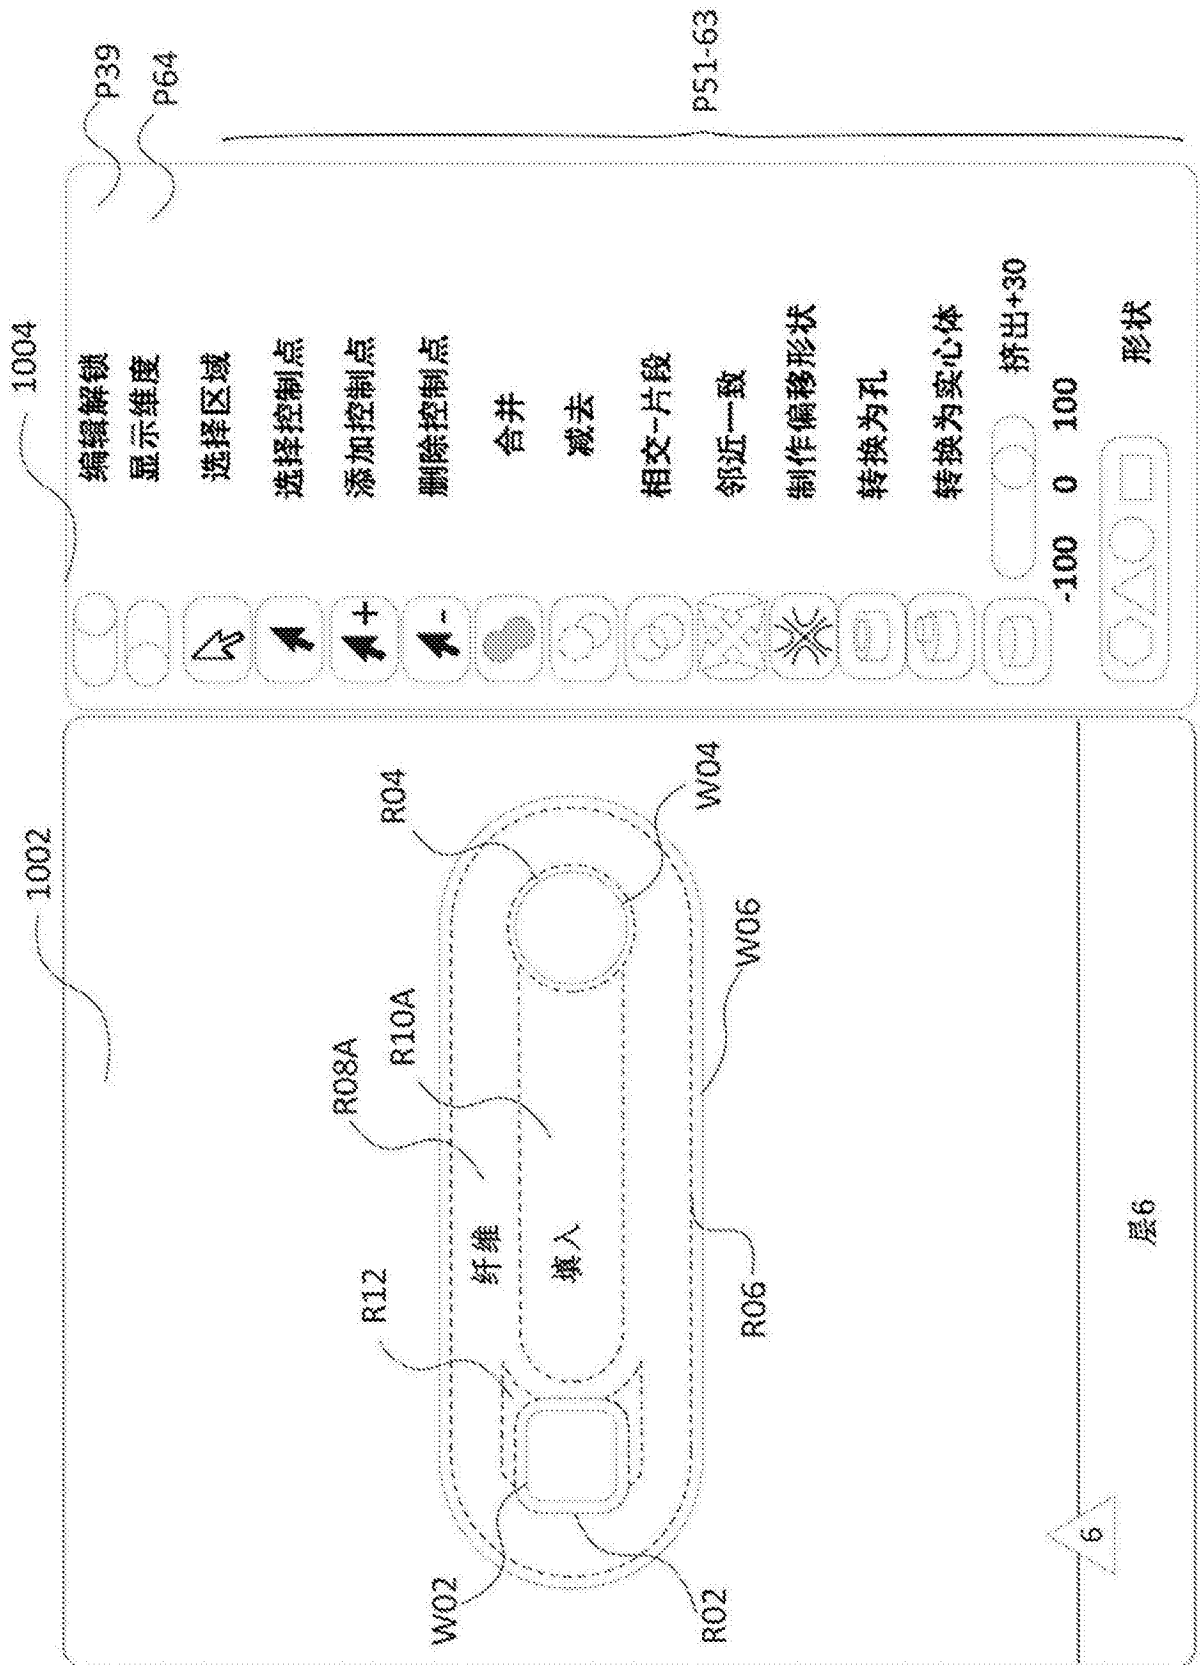 1002
1004
P39
P64
P51-63
编辑解锁
显示维度
选择区域
选择控制点
添加控制点
+
删除控制点
-
合并
减去
相交-片段
邻近一致
制作偏移形状
转换为孔
转换为实心体
挤出+30
-100 0 100
形状
W02
R12
R08A
R10A
R04
纤维
填入
R02
R06
W06
W04
6
层6